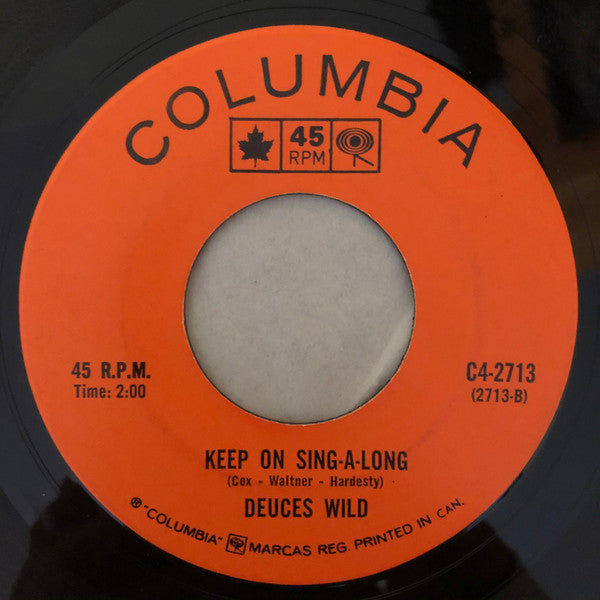 COLUMBIA
45
RPM
45 R.P.M.
Time: 2:00
C4-2713
(2713-B)
KEEP ON SING-A-LONG
(Cox - Waltner - Hardesty)
DEUCES WILD
® "COLUMBIA" MARCAS REG. PRINTED IN CAN.